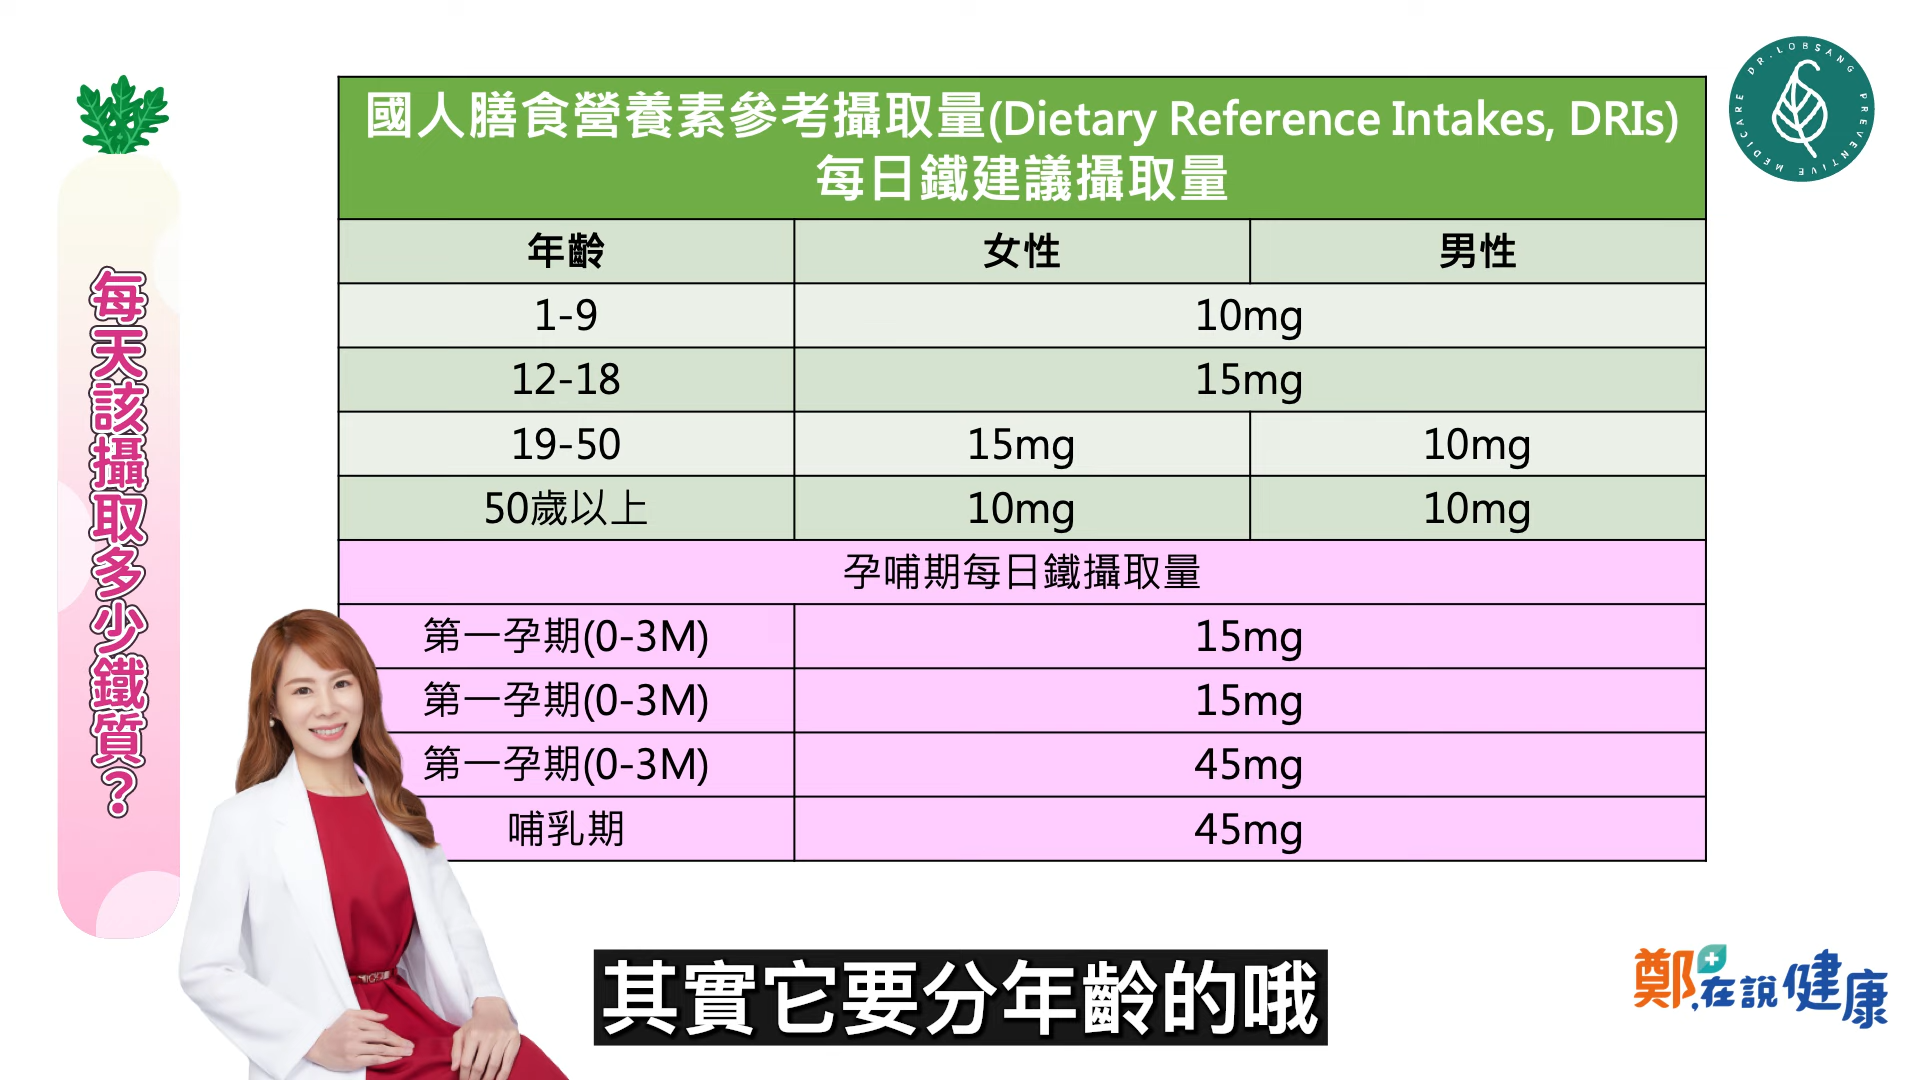 國人膳食營養素參考攝取量(Dietary Reference Intakes, DRIs)
每日鐵建議攝取量
年齡 女性 男性
1-9 10mg
12-18 15mg
19-50 15mg 10mg
50歲以上 10mg 10mg
孕哺期每日鐵攝取量
第一孕期(0-3M) 15mg
第一孕期(0-3M) 15mg
第一孕期(0-3M) 45mg
哺乳期 45mg
每天該攝取多少鐵質?
DR. LOBSANG PREVENTIVE MEDICARE
其實它要分年齡的哦
鄭在說健康